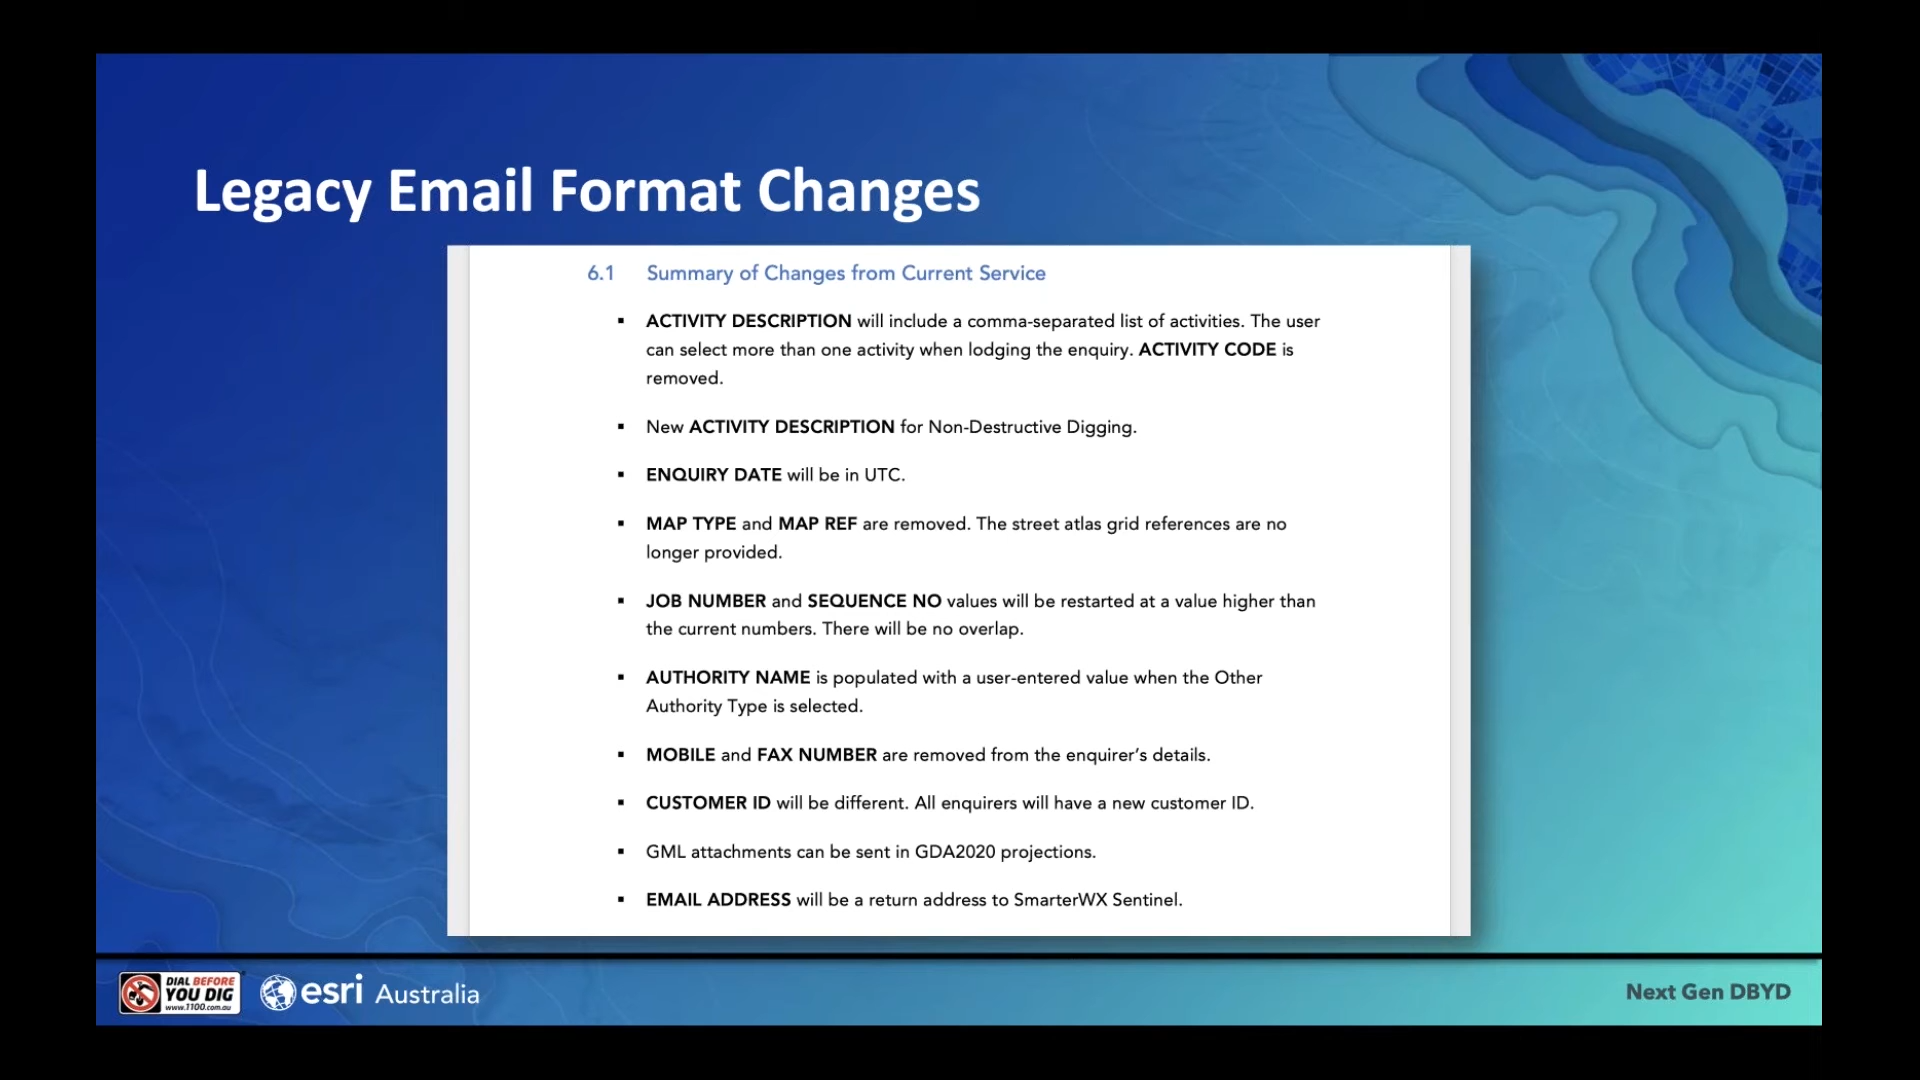 Legacy Email Format Changes
6.1 Summary of Changes from Current Service
▪ ACTIVITY DESCRIPTION will include a comma-separated list of activities. The user
can select more than one activity when lodging the enquiry. ACTIVITY CODE is
removed.
▪ New ACTIVITY DESCRIPTION for Non-Destructive Digging.
▪ ENQUIRY DATE will be in UTC.
▪ MAP TYPE and MAP REF are removed. The street atlas grid references are no
longer provided.
▪ JOB NUMBER and SEQUENCE NO values will be restarted at a value higher than
the current numbers. There will be no overlap.
▪ AUTHORITY NAME is populated with a user-entered value when the Other
Authority Type is selected.
▪ MOBILE and FAX NUMBER are removed from the enquirer’s details.
▪ CUSTOMER ID will be different. All enquirers will have a new customer ID.
▪ GML attachments can be sent in GDA2020 projections.
▪ EMAIL ADDRESS will be a return address to SmarterWX Sentinel.
DIAL BEFORE
YOU DIG
www.1100.com.au
esri Australia
Next Gen DBYD